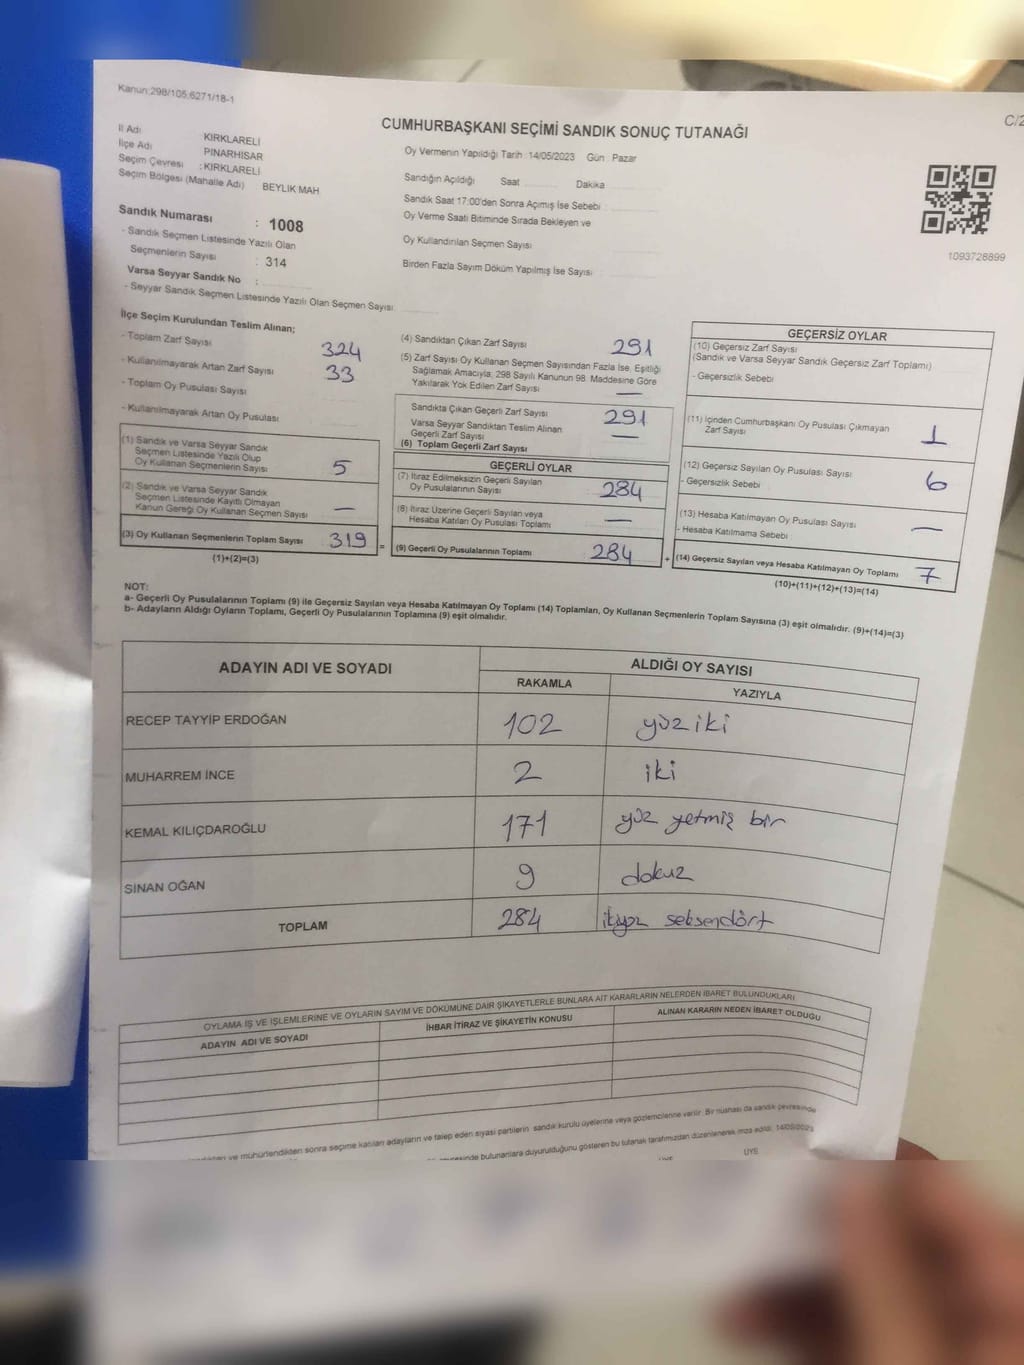 Kanun:298/105,6271/18-1
C/2
CUMHURBAŞKANI SEÇİMİ SANDIK SONUÇ TUTANAĞI
İl Adı KIRKLARELİ
İlçe Adı PINARHİSAR
Seçim Çevresi : KIRKLARELİ
Seçim Bölgesi (Mahalle Adı) BEYLİK MAH
Sandık Numarası : 1008
- Sandık Seçmen Listesinde Yazılı Olan
Seçmenlerin Sayısı : 314
Varsa Seyyar Sandık No :
- Seyyar Sandık Seçmen Listesinde Yazılı Olan Seçmen Sayısı
Oy Vermenin Yapıldığı Tarih : 14/05/2023 Gün : Pazar
Sandığın Açıldığı Saat Dakika
Sandık Saat 17:00'den Sonra Açımış İse Sebebi :
Oy Verme Saati Bitiminde Sırada Bekleyen ve
Oy Kullandırılan Seçmen Sayısı
Birden Fazla Sayım Döküm Yapılmış İse Sayısı :
1093728899
İlçe Seçim Kurulundan Teslim Alınan;
- Toplam Zarf Sayısı 324
- Kullanılmayarak Artan Zarf Sayısı 33
- Toplam Oy Pusulası Sayısı
- Kullanılmayarak Artan Oy Pusulası
(1) Sandık ve Varsa Seyyar Sandık
Seçmen Listesinde Yazılı Olup
Oy Kullanan Seçmenlerin Sayısı 5
(2) Sandık ve Varsa Seyyar Sandık
Seçmen Listesinde Kayıtlı Olmayan
Kanun Gereği Oy Kullanan Seçmen Sayısı —
(3) Oy Kullanan Seçmenlerin Toplam Sayısı 319
(1)+(2)=(3)
(4) Sandıktan Çıkan Zarf Sayısı 291
(5) Zarf Sayısı Oy Kullanan Seçmen Sayısından Fazla İse, Eşitliği
Sağlamak Amacıyla, 298 Sayılı Kanunun 98. Maddesine Göre
Yakılarak Yok Edilen Zarf Sayısı —
Sandıkta Çıkan Geçerli Zarf Sayısı 291
Varsa Seyyar Sandıktan Teslim Alınan
Geçerli Zarf Sayısı —
(6) Toplam Geçerli Zarf Sayısı
GEÇERLİ OYLAR
(7) İtiraz Edilmeksizin Geçerli Sayılan
Oy Pusulalarının Sayısı 284
(8) İtiraz Üzerine Geçerli Sayılan veya
Hesaba Katılan Oy Pusulası Toplamı —
= (9) Geçerli Oy Pusulalarının Toplamı 284
GEÇERSİZ OYLAR
(10) Geçersiz Zarf Sayısı
(Sandık ve Varsa Seyyar Sandık Geçersiz Zarf Toplamı)
- Geçersizlik Sebebi
(11) İçinden Cumhurbaşkanı Oy Pusulası Çıkmayan
Zarf Sayısı 1
(12) Geçersiz Sayılan Oy Pusulası Sayısı 6
- Geçersizlik Sebebi
(13) Hesaba Katılmayan Oy Pusulası Sayısı —
- Hesaba Katılmama Sebebi
+ (14) Geçersiz Sayılan veya Hesaba Katılmayan Oy Toplamı 7
(10)+(11)+(12)+(13)=(14)
NOT:
a- Geçerli Oy Pusulalarının Toplamı (9) ile Geçersiz Sayılan veya Hesaba Katılmayan Oy Toplamı (14) Toplamları, Oy Kullanan Seçmenlerin Toplam Sayısına (3) eşit olmalıdır. (9)+(14)=(3)
b- Adayların Aldığı Oyların Toplamı, Geçerli Oy Pusulalarının Toplamına (9) eşit olmalıdır.
ADAYIN ADI VE SOYADI ALDIĞI OY SAYISI
RAKAMLA YAZIYLA
RECEP TAYYİP ERDOĞAN 102 yüz iki
MUHARREM İNCE 2 iki
KEMAL KILIÇDAROĞLU 171 yüz yetmiş bir
SİNAN OĞAN 9 dokuz
TOPLAM 284 ikiyüz seksendört
OYLAMA İŞ VE İŞLEMLERİNE VE OYLARIN SAYIM VE DÖKÜMÜNE DAİR ŞİKAYETLERLE BUNLARA AİT KARARLARIN NELERDEN İBARET BULUNDUKLARI
ADAYIN ADI VE SOYADI İHBAR İTİRAZ VE ŞİKAYETİN KONUSU ALINAN KARARIN NEDEN İBARET OLDUĞU
ve mühürlendikten sonra seçime katılan adayların ve talep eden siyasi partilerin sandık kurulu üyelerine veya gözlemcilerine verilir. Bir nüshası da sandık çevresinde
bulunanlara duyurulduğunu gösteren bu tutanak tarafımızdan düzenlenerek imza edildi. 14/05/2023
ÜYE